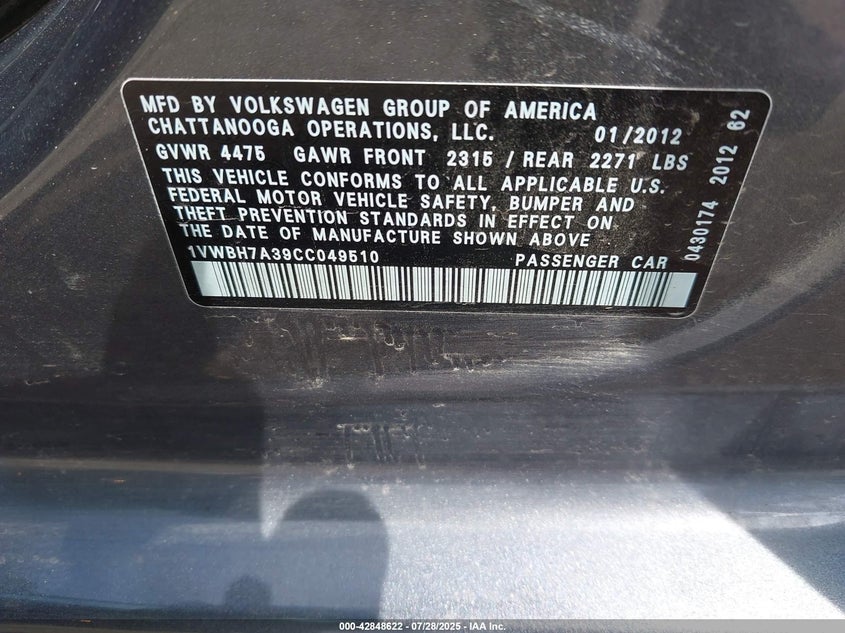 MFD BY VOLKSWAGEN GROUP OF AMERICA
CHATTANOOGA OPERATIONS, LLC. 01/2012
GVWR 4475 GAWR FRONT 2315 / REAR 2271 LBS
THIS VEHICLE CONFORMS TO ALL APPLICABLE U.S.
FEDERAL MOTOR VEHICLE SAFETY, BUMPER AND
THEFT PREVENTION STANDARDS IN EFFECT ON
THE DATE OF MANUFACTURE SHOWN ABOVE
1VWBH7A39CC049510 PASSENGER CAR
0430174 2012 62
000-42848622 - 07/28/2025 - IAA Inc.